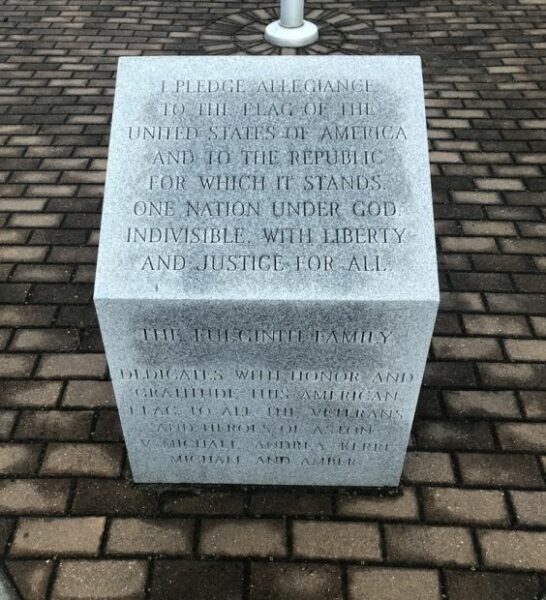 I PLEDGE ALLEGIANCE
TO THE FLAG OF THE
UNITED STATES OF AMERICA
AND TO THE REPUBLIC
FOR WHICH IT STANDS.
ONE NATION UNDER GOD.
INDIVISIBLE, WITH LIBERTY
AND JUSTICE FOR ALL
THE FULGINITI FAMILY
DEDICATES WITH HONOR AND
GRATITUDE THIS AMERICAN
FLAG TO ALL THE VETERANS
AND HEROES OF ASTON
V. MICHAEL ANDREA KERRI
MICHAEL AND AMBER